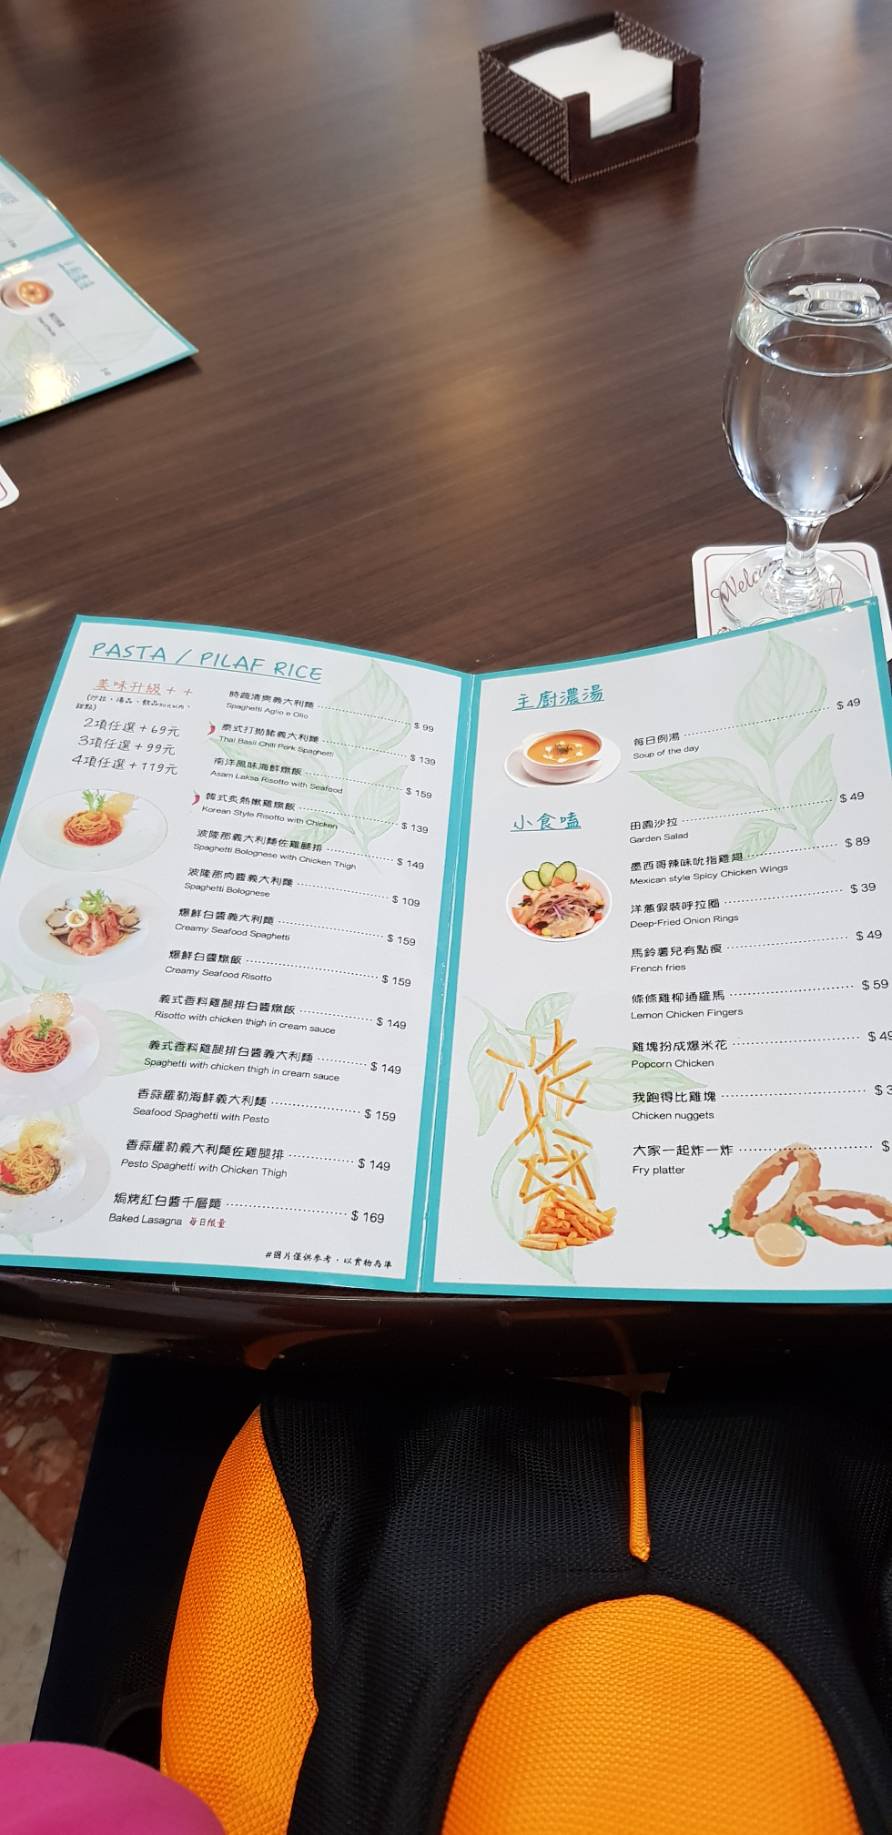 PASTA / PILAF RICE
美味升級++
(沙拉、湯品、飲品
甜點)
2項任選+69元
3項任選+99元
4項任選+119元
時蔬清爽義大利麵 $ 99
Spaghetti Aglio e Olio
泰式打拋豬義大利麵 $ 139
Thai Basil Chili Pork Spaghetti
南洋風味海鮮燉飯 $ 159
Asam Laksa Risotto with Seafood
韓式炙熱嫩雞燉飯 $ 139
Korean Style Risotto with Chicken
波隆那義大利麵佐雞腿排 $ 149
Spaghetti Bolognese with Chicken Thigh
波隆那肉醬義大利麵 $ 109
Spaghetti Bolognese
爆鮮白醬義大利麵 $ 159
Creamy Seafood Spaghetti
爆鮮白醬燉飯 $ 159
Creamy Seafood Risotto
義式香料雞腿排白醬燉飯 $ 149
Risotto with chicken thigh in cream sauce
義式香料雞腿排白醬義大利麵 $ 149
Spaghetti with chicken thigh in cream sauce
香蒜羅勒海鮮義大利麵 $ 159
Seafood Spaghetti with Pesto
香蒜羅勒義大利麵佐雞腿排 $ 149
Pesto Spaghetti with Chicken Thigh
焗烤紅白醬千層麵 $ 169
Baked Lasagna 每日限量
#圖片僅供參考,以實物為準
主廚濃湯
每日例湯 $ 49
Soup of the day
小食嗑
田園沙拉 $ 49
Garden Salad
墨西哥辣味吮指雞翅 $ 89
Mexican style Spicy Chicken Wings
洋蔥假裝呼拉圈 $ 39
Deep-Fried Onion Rings
馬鈴薯兒有點瘦 $ 49
French fries
條條雞柳通羅馬 $ 59
Lemon Chicken Fingers
雞塊扮成爆米花 $ 49
Popcorn Chicken
我跑得比雞塊 $
Chicken nuggets
大家一起炸一炸 $
Fry platter